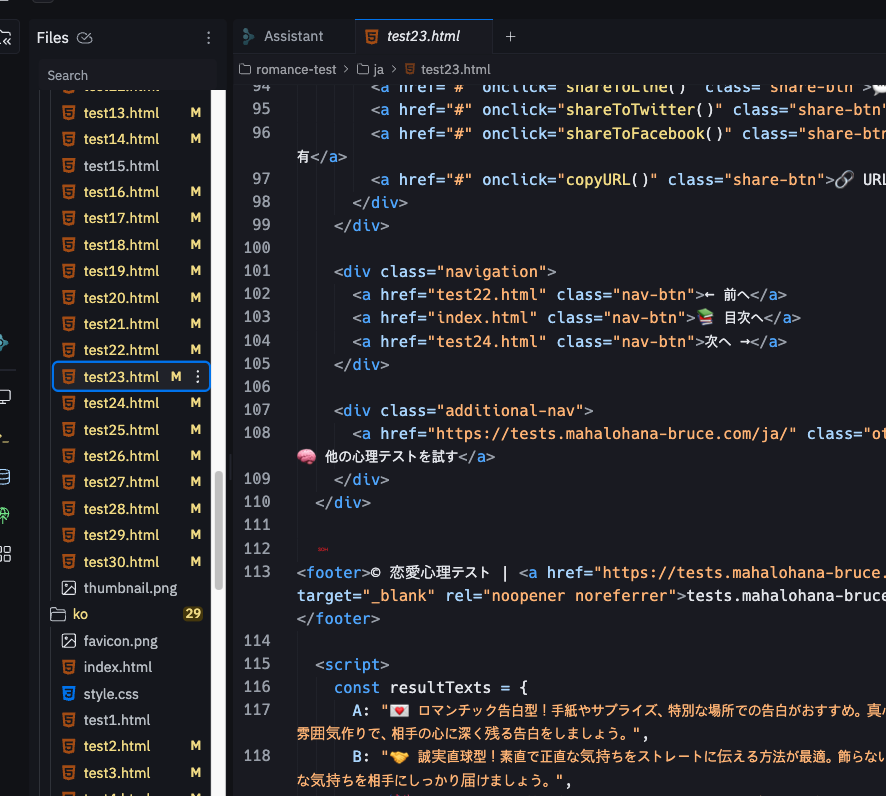 Files
Search
test13.html M
test14.html M
test15.html
test16.html M
test17.html M
test18.html M
test19.html M
test20.html M
test21.html M
test22.html M
test23.html M
test24.html M
test25.html M
test26.html M
test27.html M
test28.html M
test29.html M
test30.html M
thumbnail.png
ko 29
favicon.png
index.html
style.css
test1.html
test2.html M
test3.html M
Assistant
test23.html
romance-test > ja > test23.html
94 <a href="#" onclick="shareToLine()" class="share-btn">
95 <a href="#" onclick="shareToTwitter()" class="share-btn"
96 <a href="#" onclick="shareToFacebook()" class="share-btn
有</a>
97 <a href="#" onclick="copyURL()" class="share-btn">🔗 URL
98 </div>
99 </div>
100
101 <div class="navigation">
102 <a href="test22.html" class="nav-btn">← 前へ</a>
103 <a href="index.html" class="nav-btn">📚 目次へ</a>
104 <a href="test24.html" class="nav-btn">次へ →</a>
105 </div>
106
107 <div class="additional-nav">
108 <a href="https://tests.mahalohana-bruce.com/ja/" class="ot
🧠 他の心理テストを試す</a>
109 </div>
110 </div>
111
112
113 <footer>© 恋愛心理テスト | <a href="https://tests.mahalohana-bruce.
target="_blank" rel="noopener noreferrer">tests.mahalohana-bruce
</footer>
114
115 <script>
116 const resultTexts = {
117 A: "💌 ロマンチック告白型！手紙やサプライズ、特別な場所での告白がおすすめ。真心
雰囲気作りで、相手の心に深く残る告白をしましょう。",
118 B: "🤝 誠実直球型！素直で正直な気持ちをストレートに伝える方法が最適。飾らない
な気持ちを相手にしっかり届けましょう。",